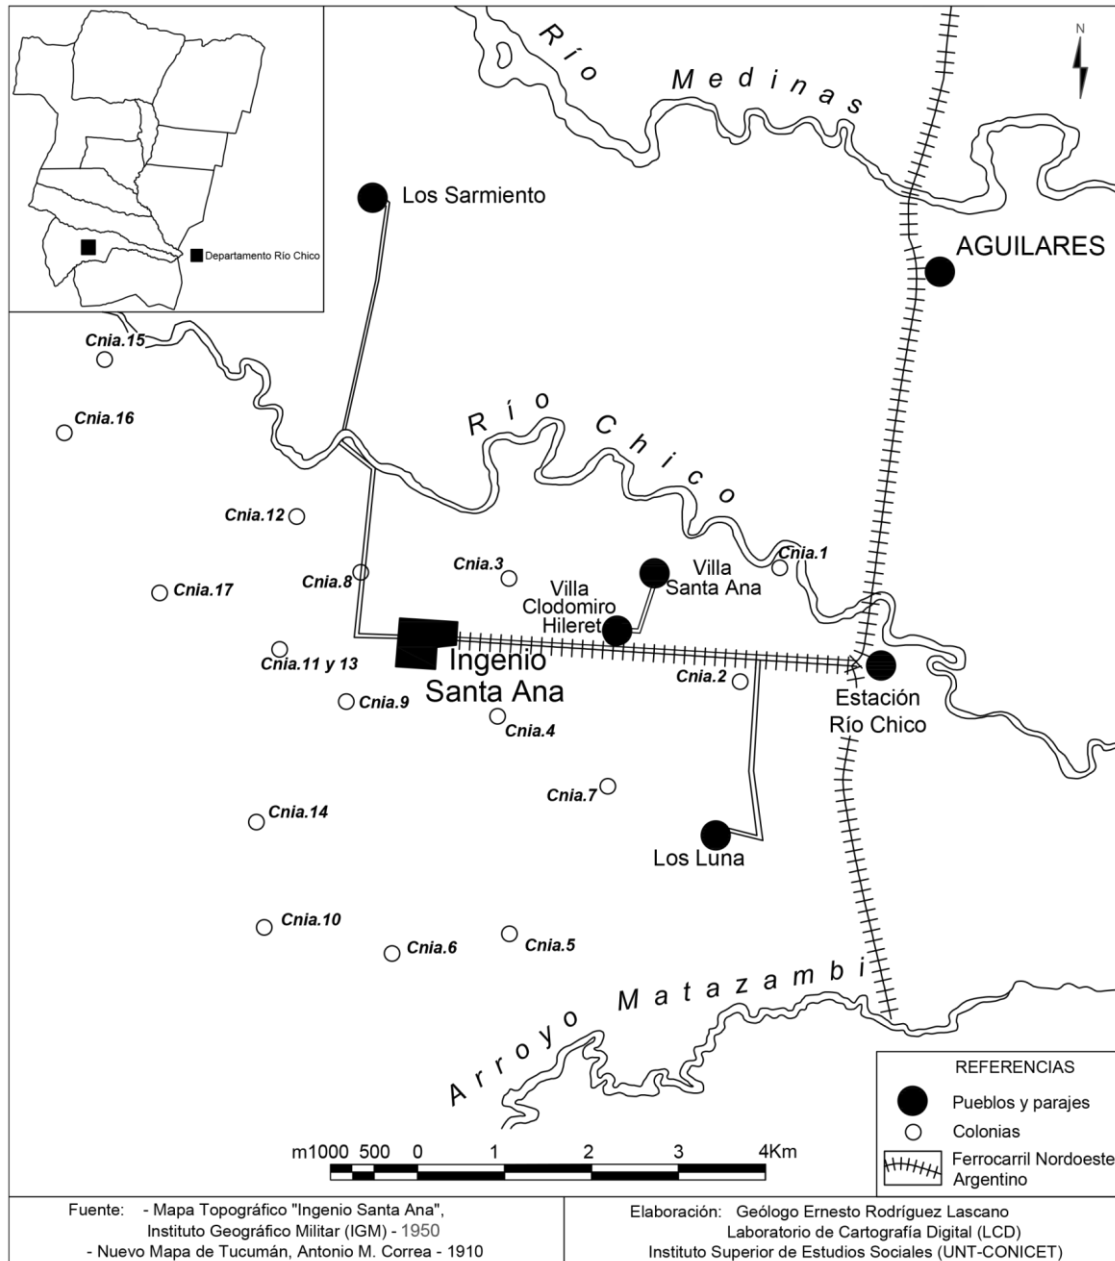 Departamento Río Chico
N
Río Medinas
Los Sarmiento
AGUILARES
Cnia.15
Cnia.16
Río Chico
Cnia.12
Cnia.17
Cnia.8
Cnia.3
Cnia.1
Villa
Santa Ana
Villa
Clodomiro
Hileret
Cnia.11 y 13
Ingenio
Santa Ana
Cnia.2
Estación
Río Chico
Cnia.9
Cnia.4
Cnia.7
Cnia.14
Los Luna
Cnia.10
Cnia.6
Cnia.5
Arroyo Matazambi
REFERENCIAS
Pueblos y parajes
Colonias
Ferrocarril Nordoeste
Argentino
m1000 500 0 1 2 3 4Km
Fuente: - Mapa Topográfico "Ingenio Santa Ana",
Instituto Geográfico Militar (IGM) - 1950
- Nuevo Mapa de Tucumán, Antonio M. Correa - 1910
Elaboración: Geólogo Ernesto Rodríguez Lascano
Laboratorio de Cartografía Digital (LCD)
Instituto Superior de Estudios Sociales (UNT-CONICET)